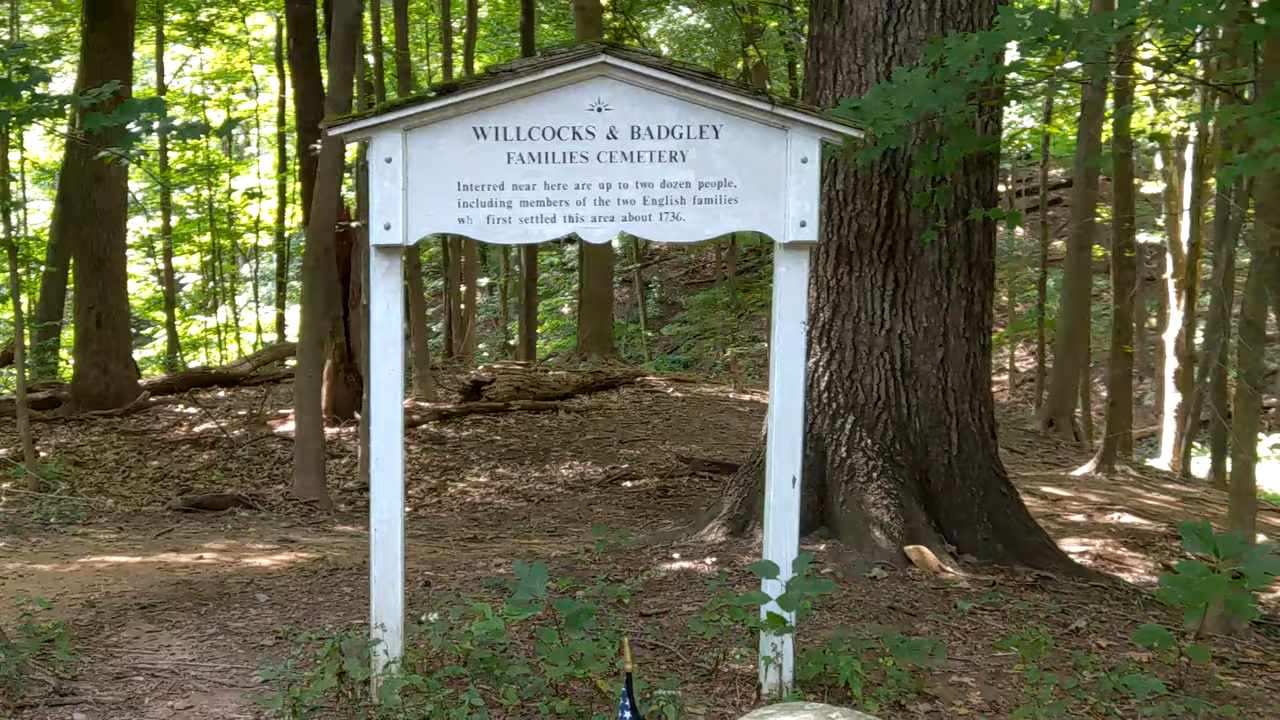 WILLCOCKS & BADGLEY
FAMILIES CEMETERY
Interred near here are up to two dozen people,
including members of the two English families
wh first settled this area about 1736.